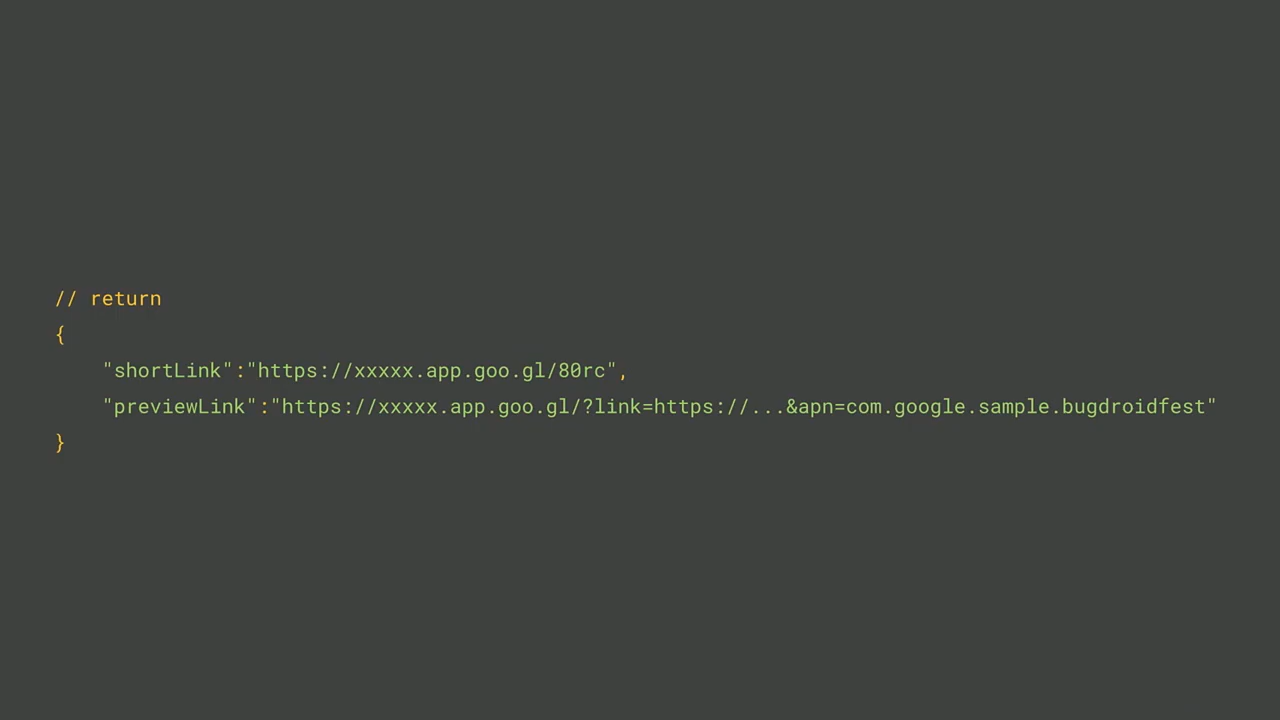 // return
{
"shortLink":"https://xxxxx.app.goo.gl/80rc",
"previewLink":"https://xxxxx.app.goo.gl/?link=https://...&apn=com.google.sample.bugdroidfest"
}